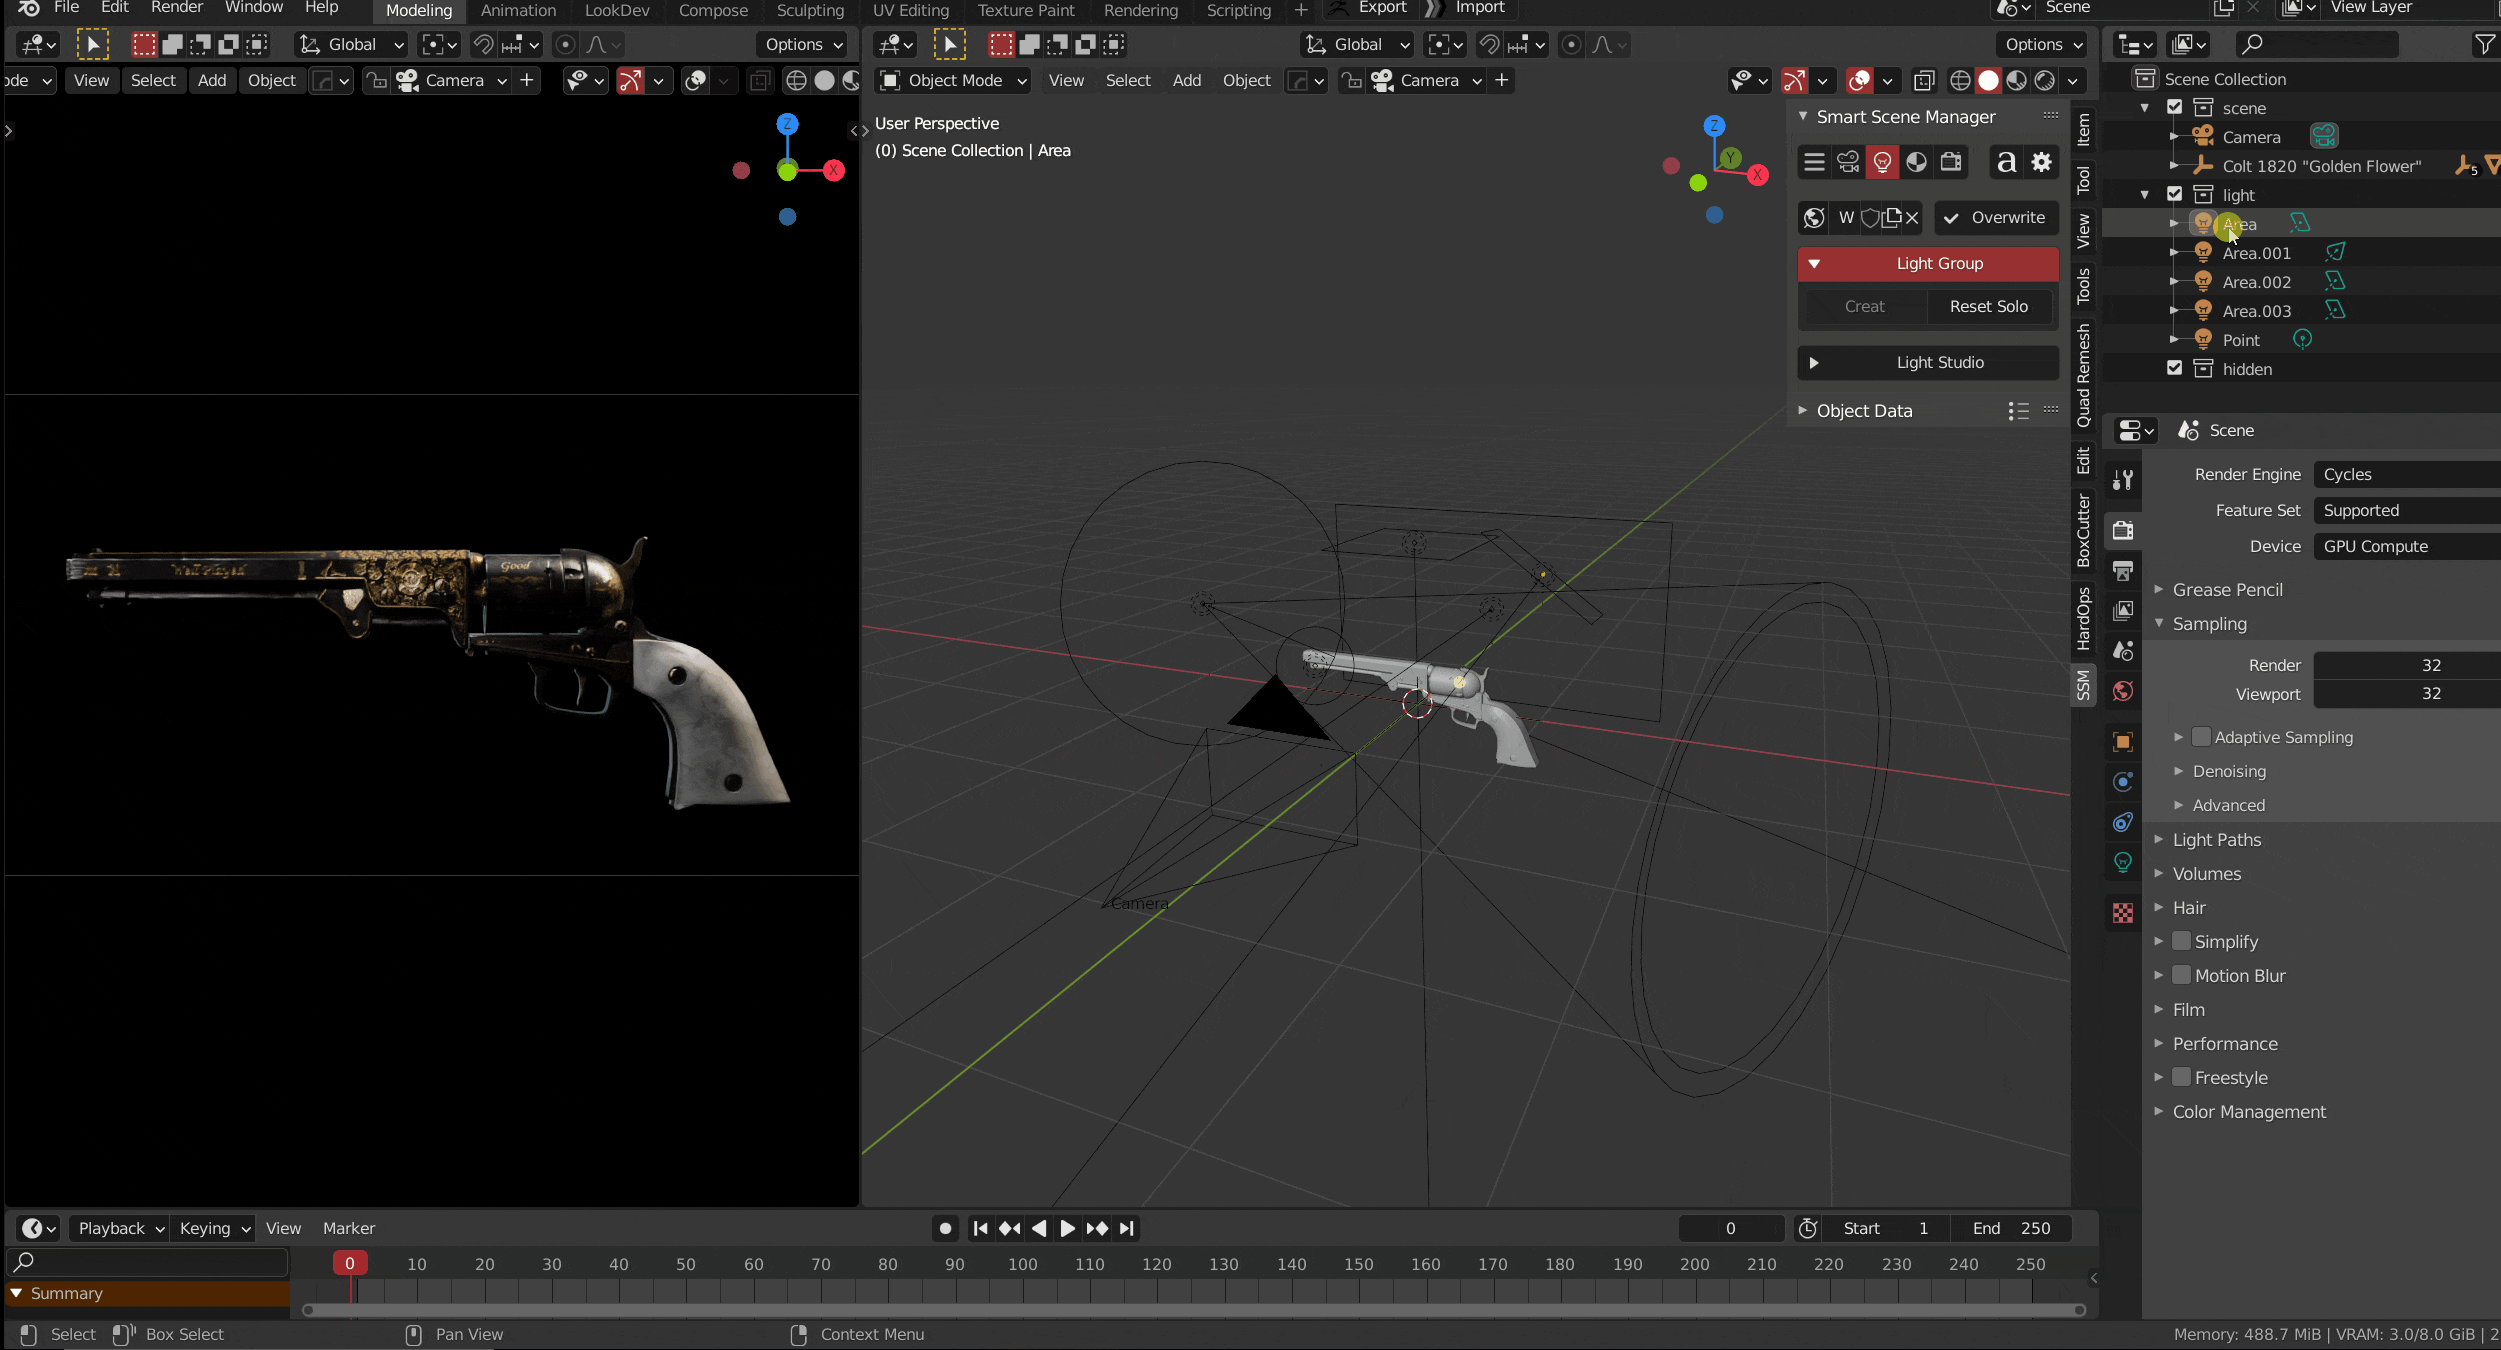 File Edit Render Window Help Modeling Animation LookDev Compose Sculpting UV Editing Texture Paint Rendering Scripting + Export Import Scene View Layer
Global Options Global Options
ode View Select Add Object Camera Object Mode View Select Add Object Camera
Scene Collection
scene
Camera
Colt 1820 "Golden Flower" 5
light
Area
Area.001
Area.002
Area.003
Point
hidden
Z
X
User Perspective
(0) Scene Collection | Area
Z
Y
X
Smart Scene Manager
a
W Overwrite
Light Group
Creat Reset Solo
Light Studio
Object Data
Item
Tool
View
Tools
Quad Remesh
Edit
BoxCutter
HardOps
SSM
Good
Camera
Scene
Render Engine Cycles
Feature Set Supported
Device GPU Compute
Grease Pencil
Sampling
Render 32
Viewport 32
Adaptive Sampling
Denoising
Advanced
Light Paths
Volumes
Hair
Simplify
Motion Blur
Film
Performance
Freestyle
Color Management
Playback Keying View Marker 0 Start 1 End 250
0 10 20 30 40 50 60 70 80 90 100 110 120 130 140 150 160 170 180 190 200 210 220 230 240 250
Summary
Select Box Select Pan View Context Menu Memory: 488.7 MiB | VRAM: 3.0/8.0 GiB | 2